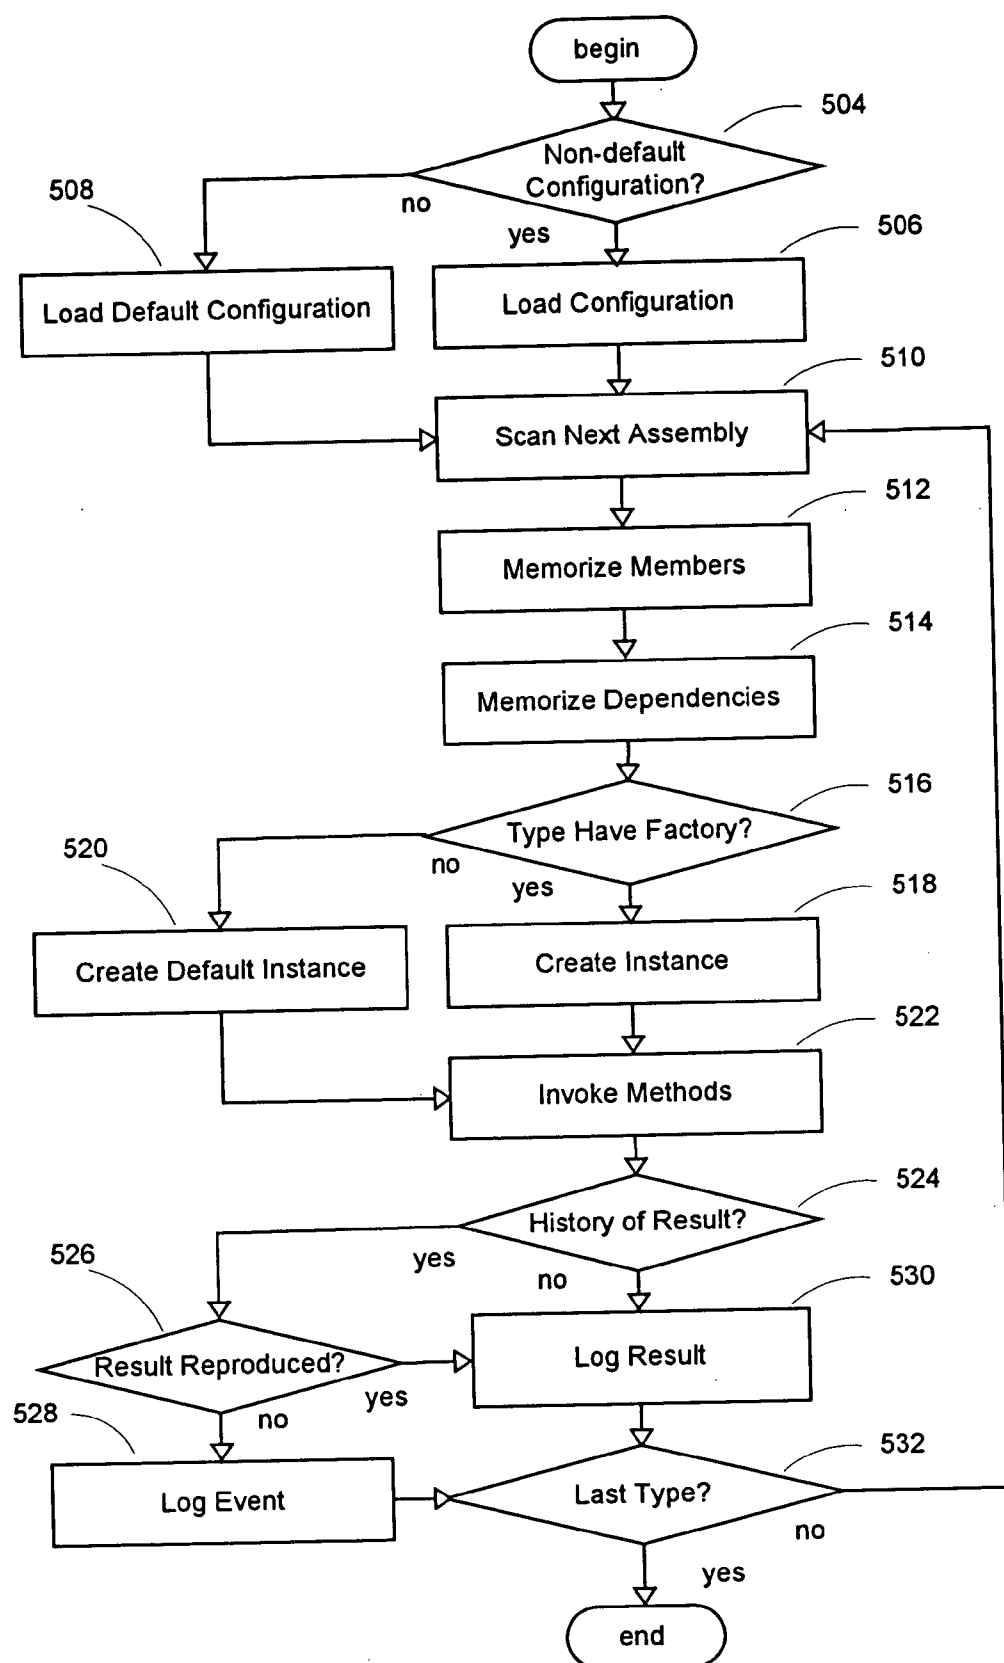 begin
504
Non-default
Configuration?
508
no
yes
506
Load Default Configuration
Load Configuration
510
Scan Next Assembly
512
Memorize Members
514
Memorize Dependencies
516
Type Have Factory?
520
no
yes
518
Create Default Instance
Create Instance
522
Invoke Methods
524
History of Result?
526
yes
no
530
Result Reproduced?
Log Result
yes
528
no
532
Log Event
Last Type?
no
yes
end